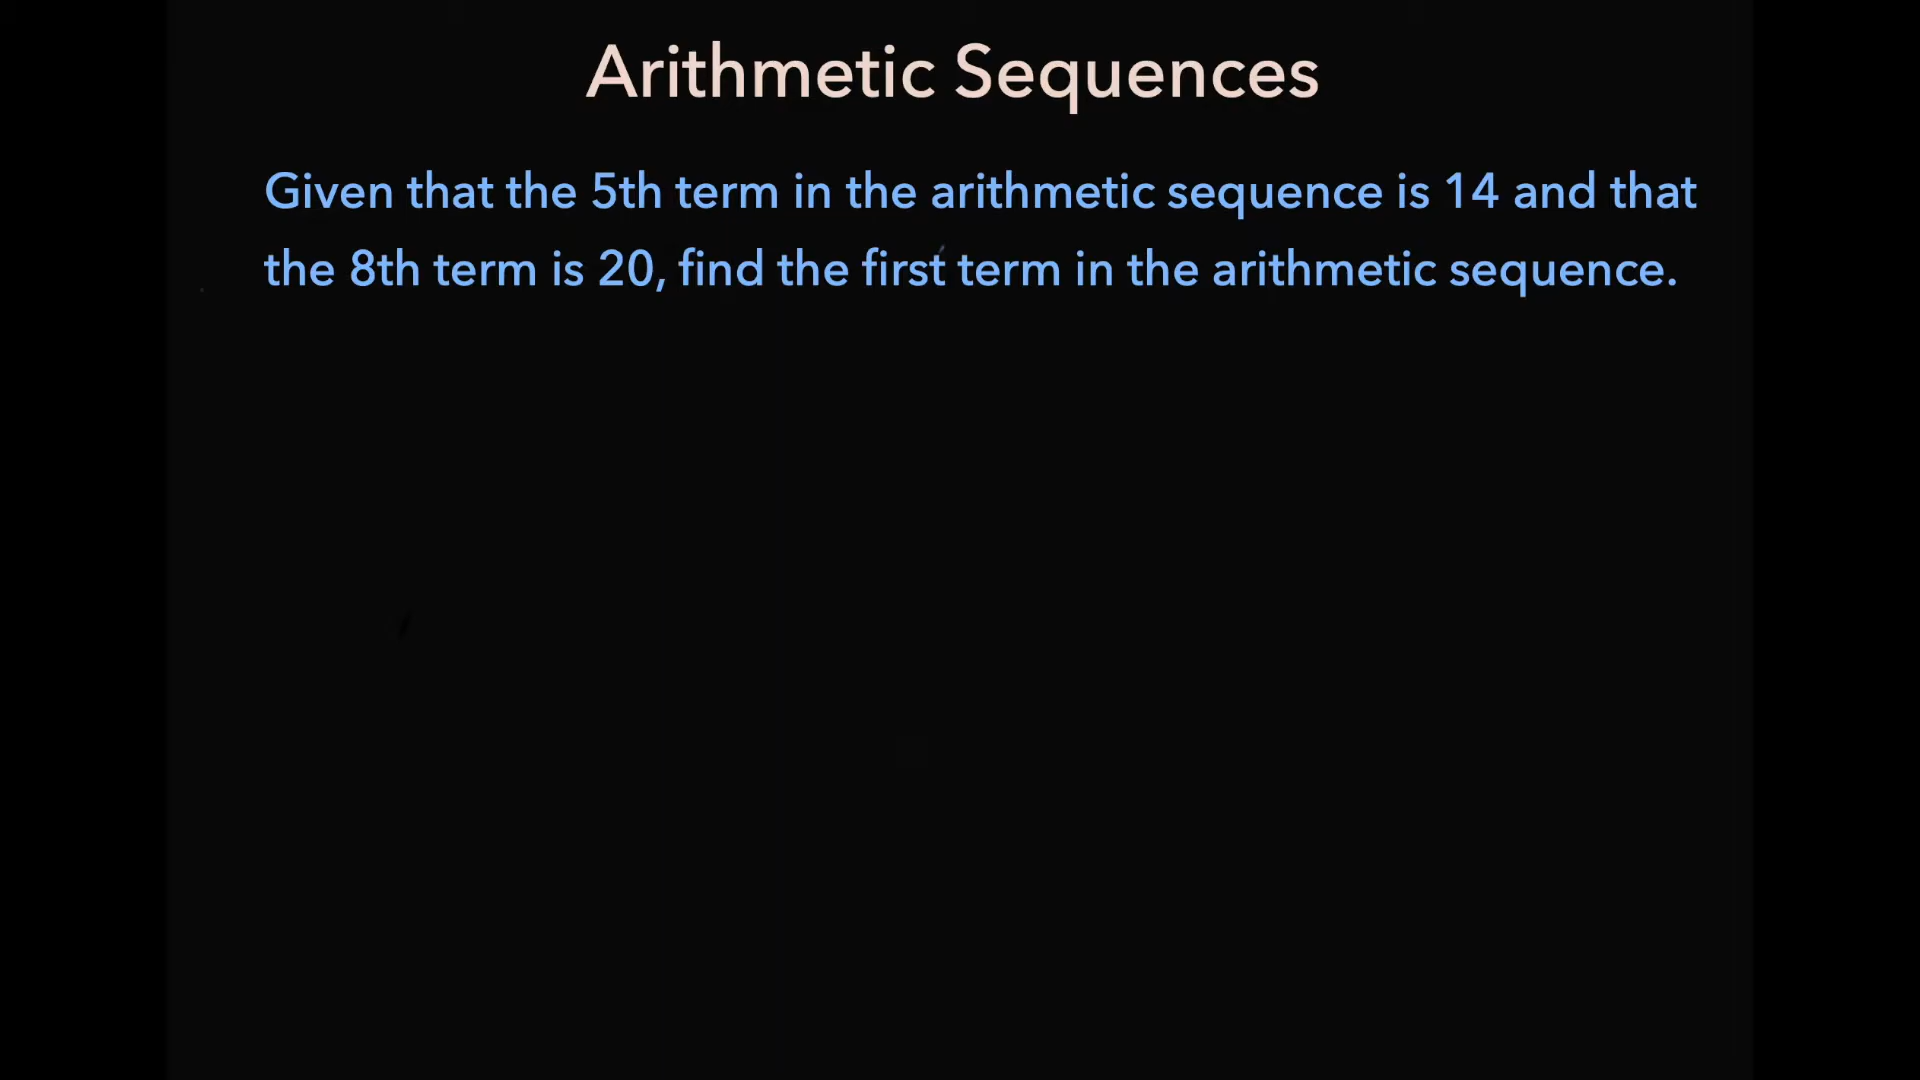 Arithmetic Sequences
Given that the 5th term in the arithmetic sequence is 14 and that
the 8th term is 20, find the first term in the arithmetic sequence.